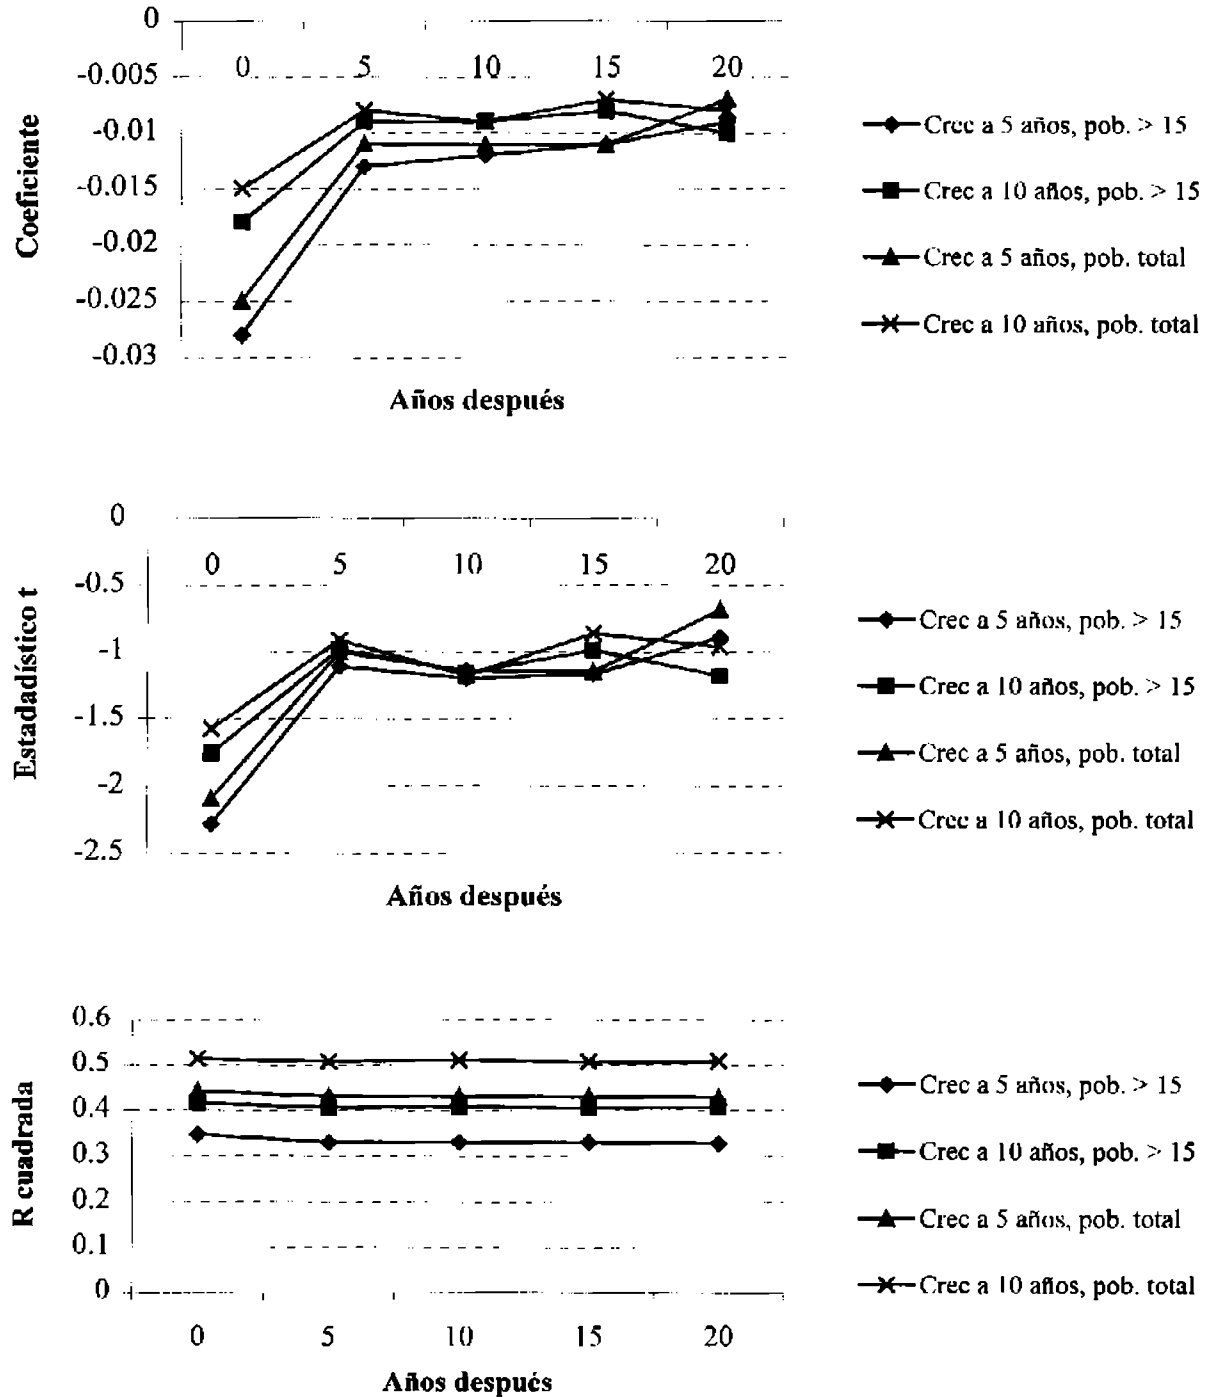 0
0 5 10 15 20
-0.005
-0.01
-0.015
-0.02
-0.025
-0.03
Coeficiente
Años después
Crec a 5 años, pob. > 15
Crec a 10 años, pob. > 15
Crec a 5 años, pob. total
Crec a 10 años, pob. total
0
0 5 10 15 20
-0.5
-1
-1.5
-2
-2.5
Estadadístico t
Años después
Crec a 5 años, pob. > 15
Crec a 10 años, pob. > 15
Crec a 5 años, pob. total
Crec a 10 años, pob. total
0.6
0.5
0.4
0.3
0.2
0.1
0
R cuadrada
0 5 10 15 20
Años después
Crec a 5 años, pob. > 15
Crec a 10 años, pob. > 15
Crec a 5 años, pob. total
Crec a 10 años, pob. total